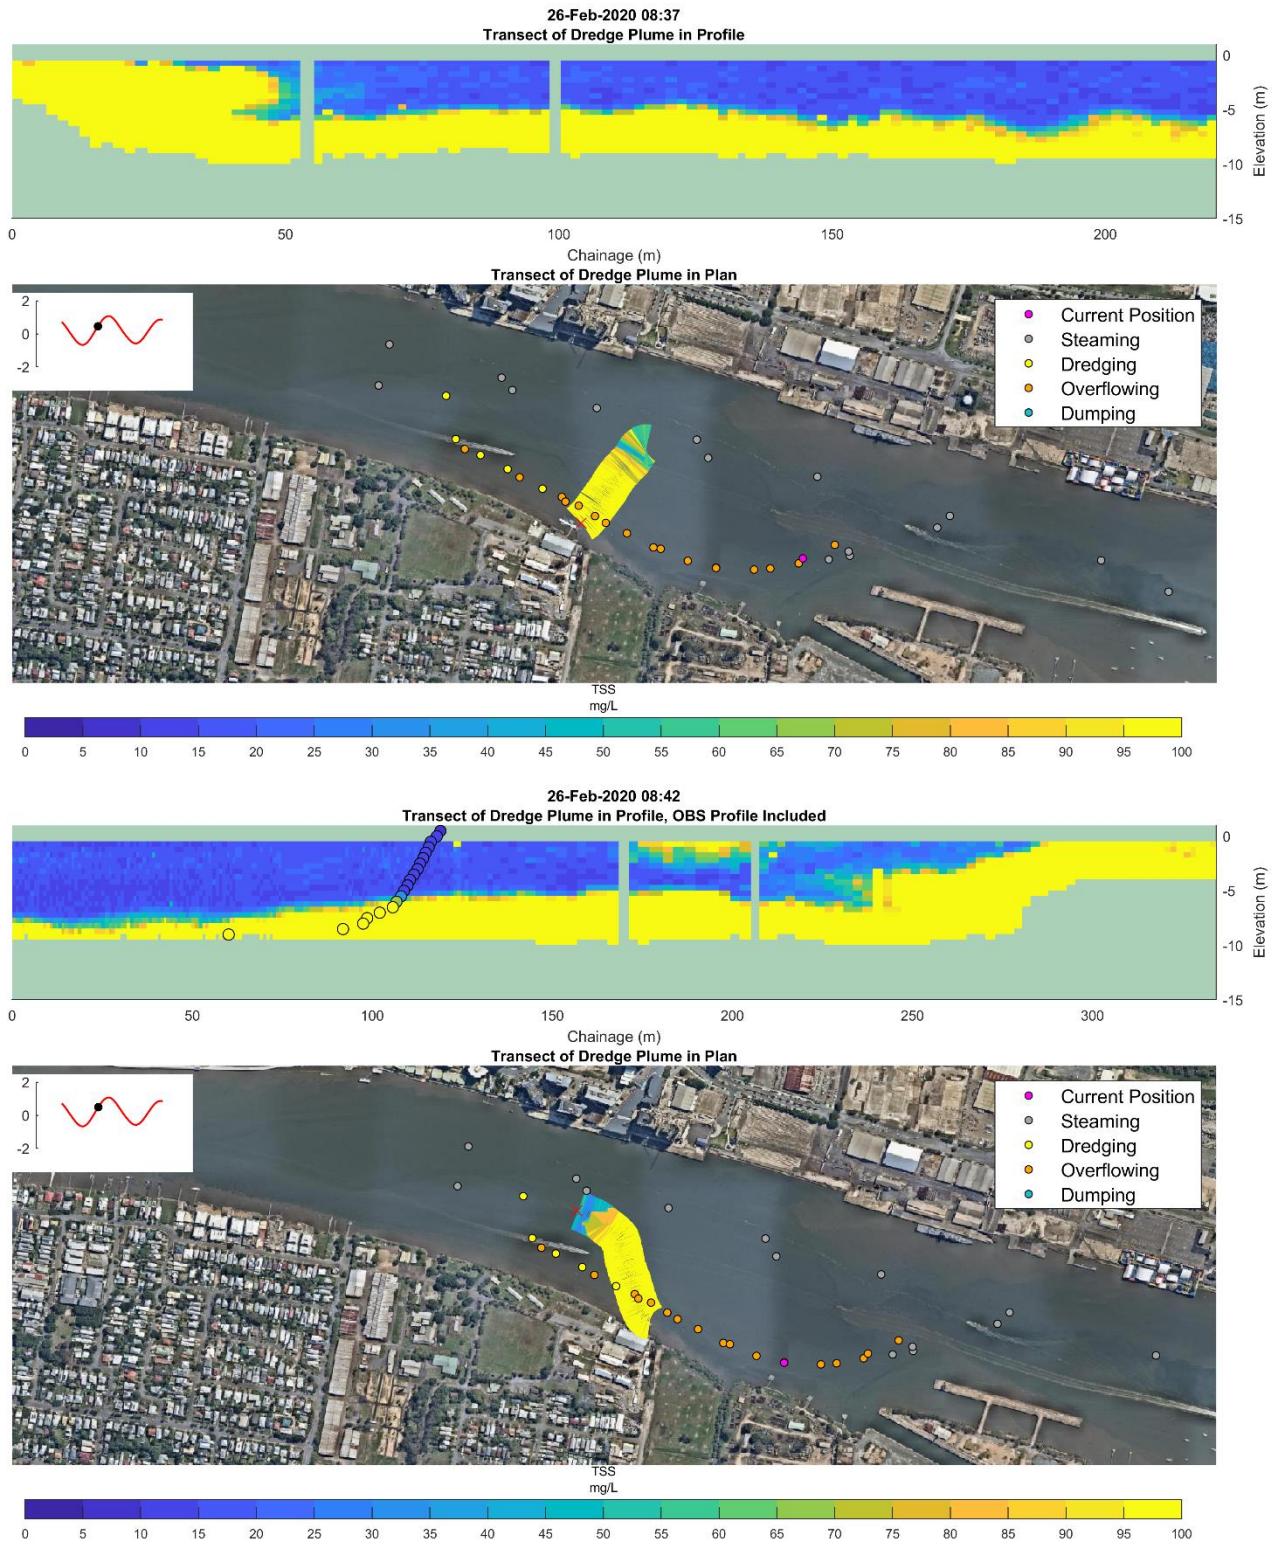 26-Feb-2020 08:37
Transect of Dredge Plume in Profile
0
-5
-10
-15
Elevation (m)
0 50 100 150 200
Chainage (m)
Transect of Dredge Plume in Plan
2
0
-2
Current Position
Steaming
Dredging
Overflowing
Dumping
TSS
mg/L
0 5 10 15 20 25 30 35 40 45 50 55 60 65 70 75 80 85 90 95 100
26-Feb-2020 08:42
Transect of Dredge Plume in Profile, OBS Profile Included
0
-5
-10
-15
Elevation (m)
0 50 100 150 200 250 300
Chainage (m)
Transect of Dredge Plume in Plan
2
0
-2
Current Position
Steaming
Dredging
Overflowing
Dumping
TSS
mg/L
0 5 10 15 20 25 30 35 40 45 50 55 60 65 70 75 80 85 90 95 100